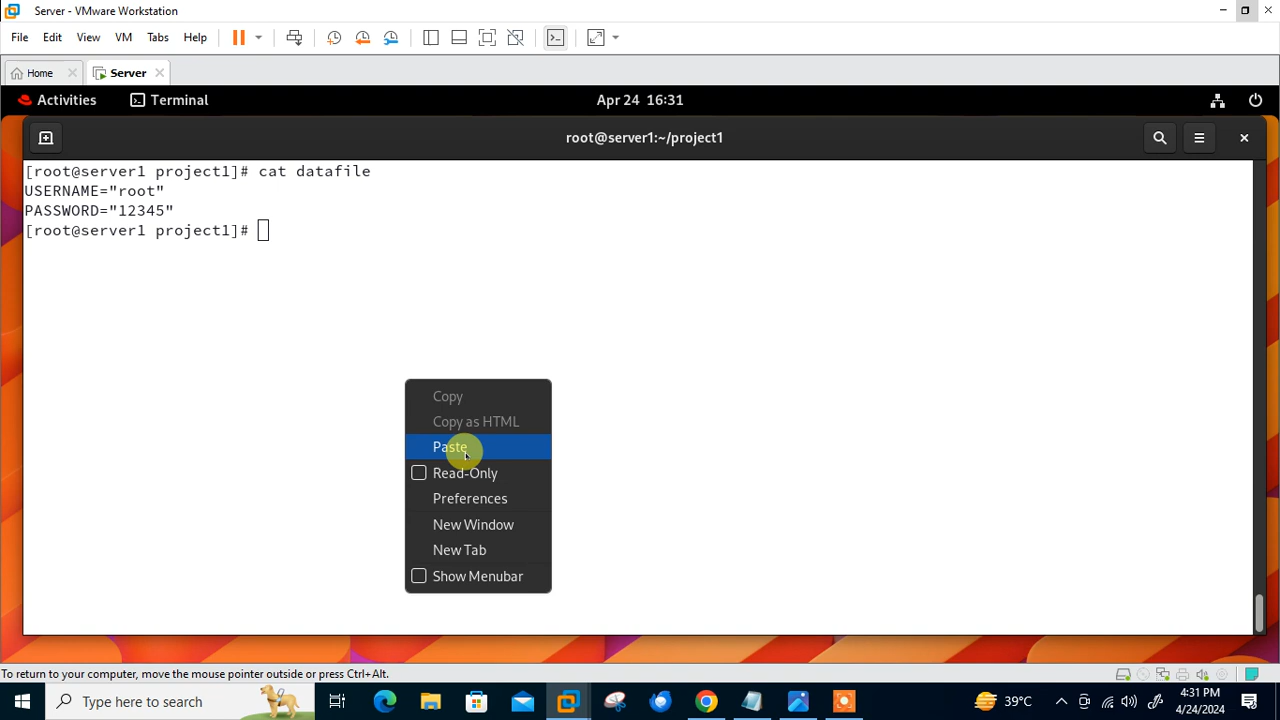 Server - VMware Workstation
File Edit View VM Tabs Help
Home Server
Activities Terminal Apr 24 16:31
root@server1:~/project1
[root@server1 project1]# cat datafile
USERNAME="root"
PASSWORD="12345"
[root@server1 project1]#
Copy
Copy as HTML
Paste
Read-Only
Preferences
New Window
New Tab
Show Menubar
To return to your computer, move the mouse pointer outside or press Ctrl+Alt.
Type here to search
39°C
4:31 PM
4/24/2024